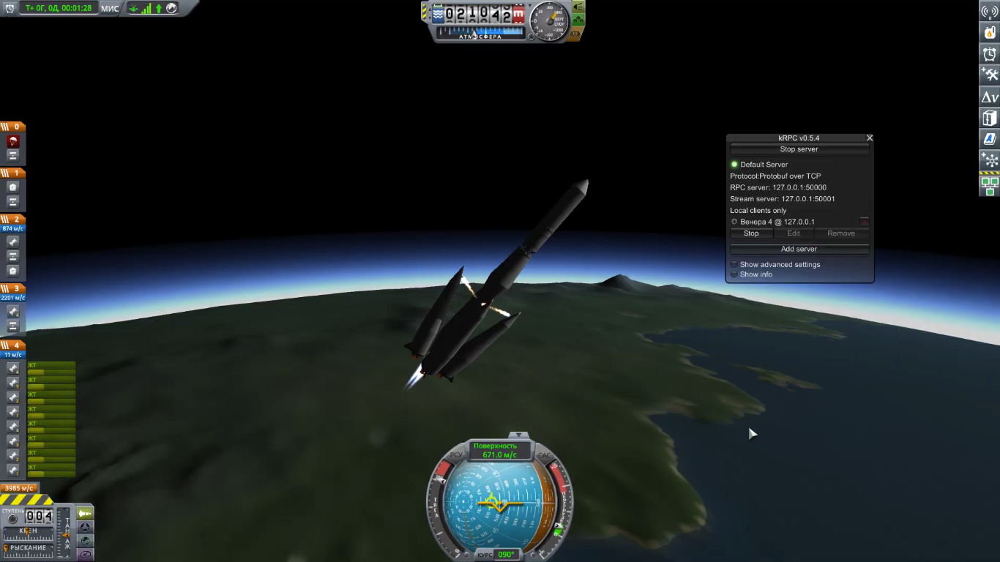 Т+ 0Г, 0Д, 00:01:28
МИС
021042 m
АТМОСФЕРА
ВЕРТ
СКОР
kRPC v0.5.4
Stop server
Default Server
Protocol:Protobuf over TCP
RPC server: 127.0.0.1:50000
Stream server: 127.0.0.1:50001
Local clients only
Венера 4 @ 127.0.0.1
Stop
Edit
Remove
Add server
Show advanced settings
Show info
Δv
0
1
2
874 м/с
3
2201 м/с
4
11 м/с
ЖТ
ЖТ
ЖТ
ЖТ
ЖТ
ЖТ
ЖТ
ЖТ
3985 м/с
СТУПЕНЬ
004
КРЕН
РЫСКАНИЕ
ТАНГАЖ
Поверхность
671.0 м/с
РСУ
САС
ТЯГА
КУРС
090°